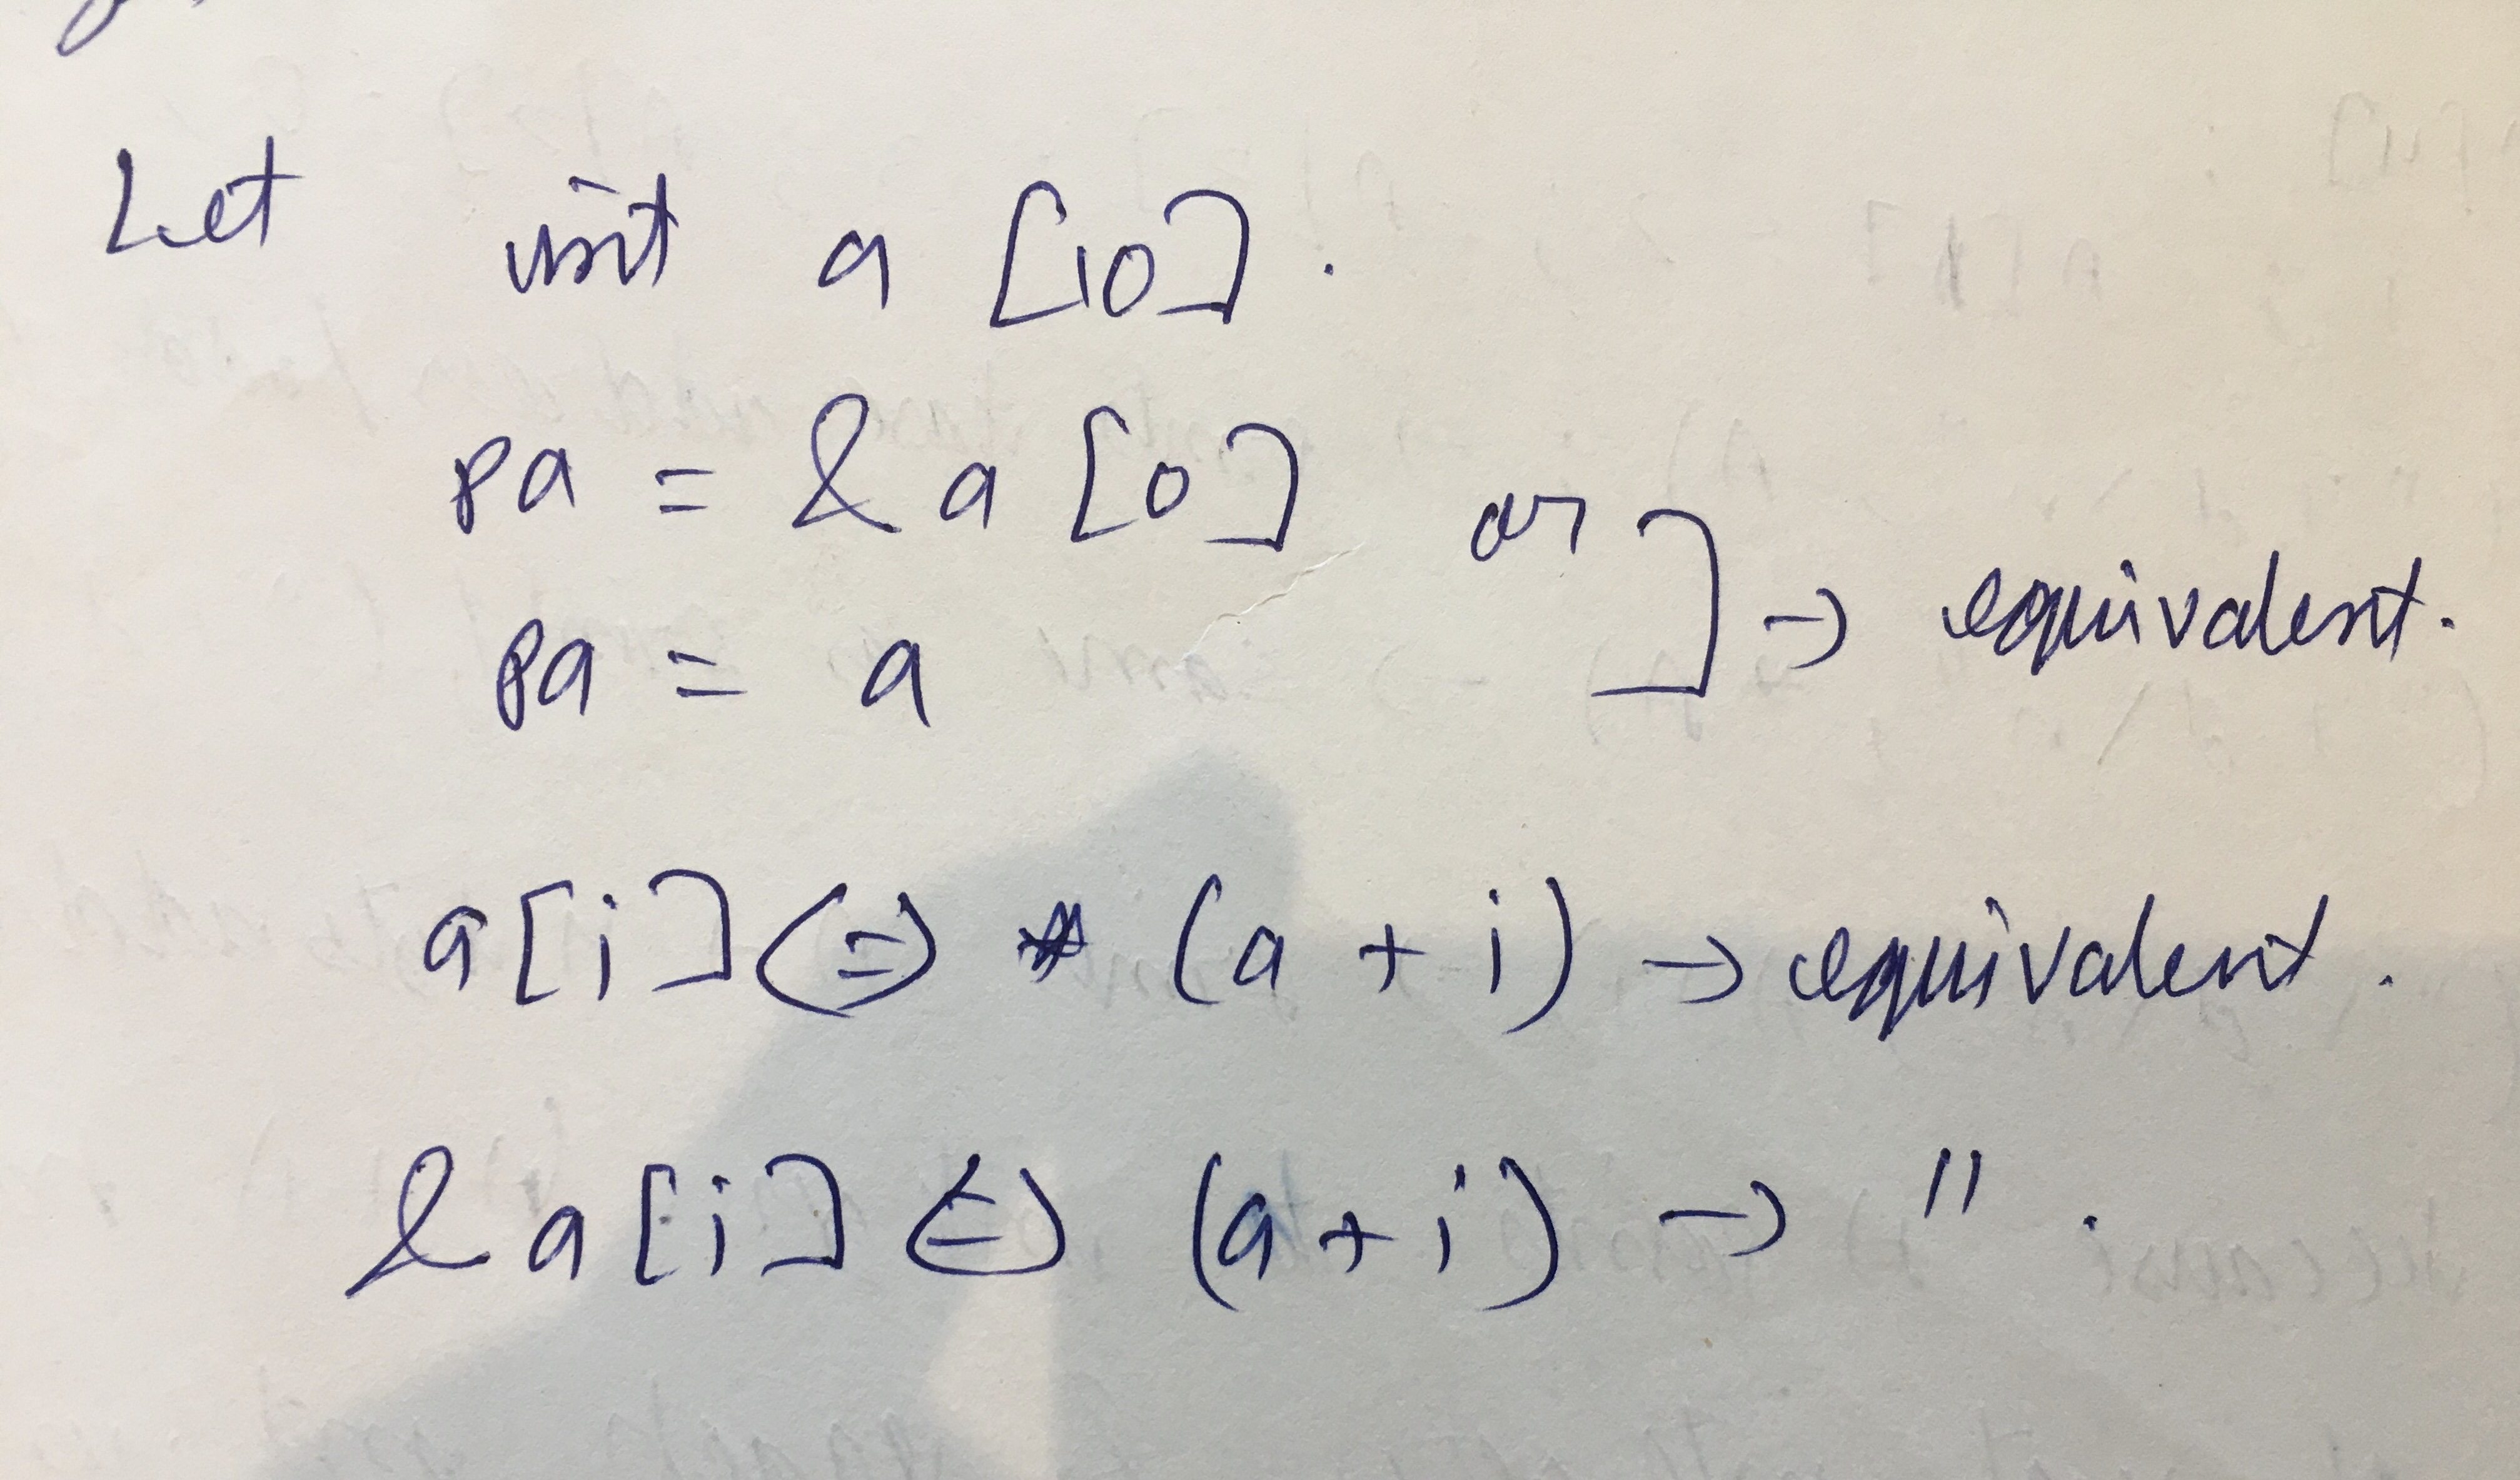 Let int a [10].
pa = & a [0] or
pa = a ] → equivalent.
a[i] <=> * (a + i) → equivalent.
& a[i] <=> (a + i) → " .